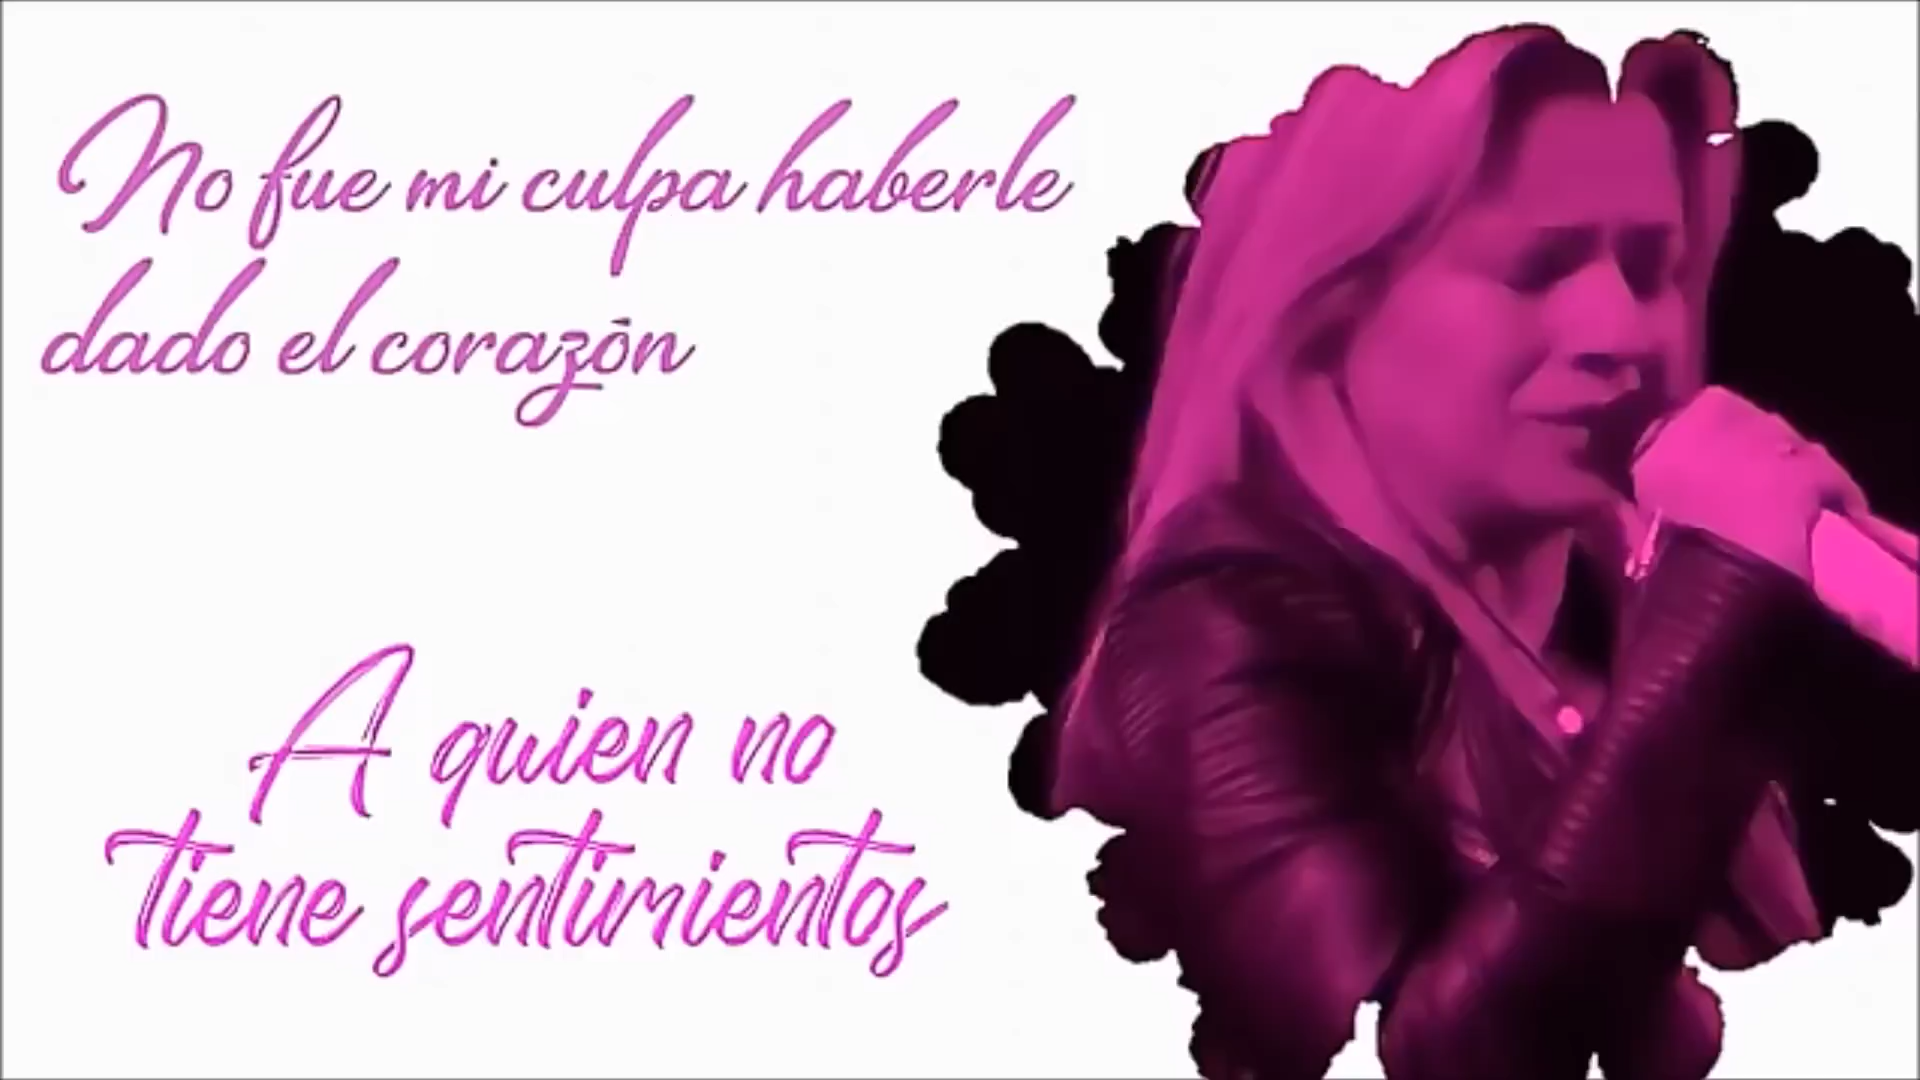 No fue mi culpa haberle
dado el corazón
A quien no
tiene sentimientos